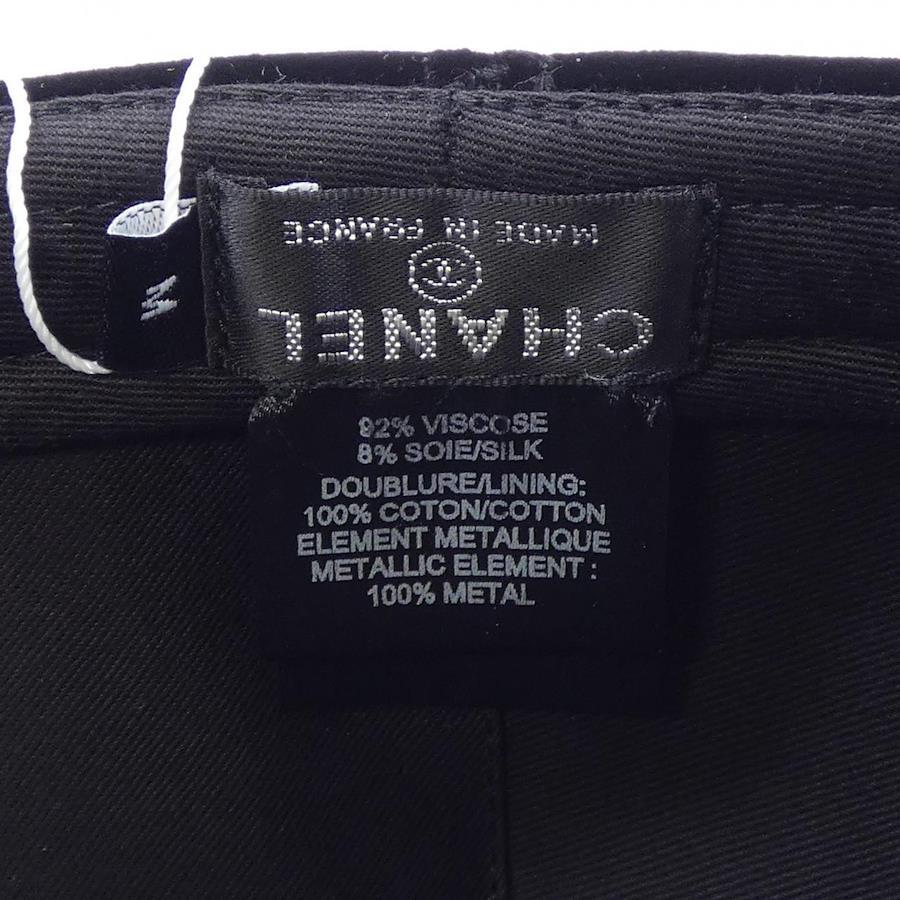 MADE IN FRANCE
CHANEL
M
92% VISCOSE
8% SOIE/SILK
DOUBLURE/LINING:
100% COTON/COTTON
ELEMENT METALLIQUE
METALLIC ELEMENT :
100% METAL